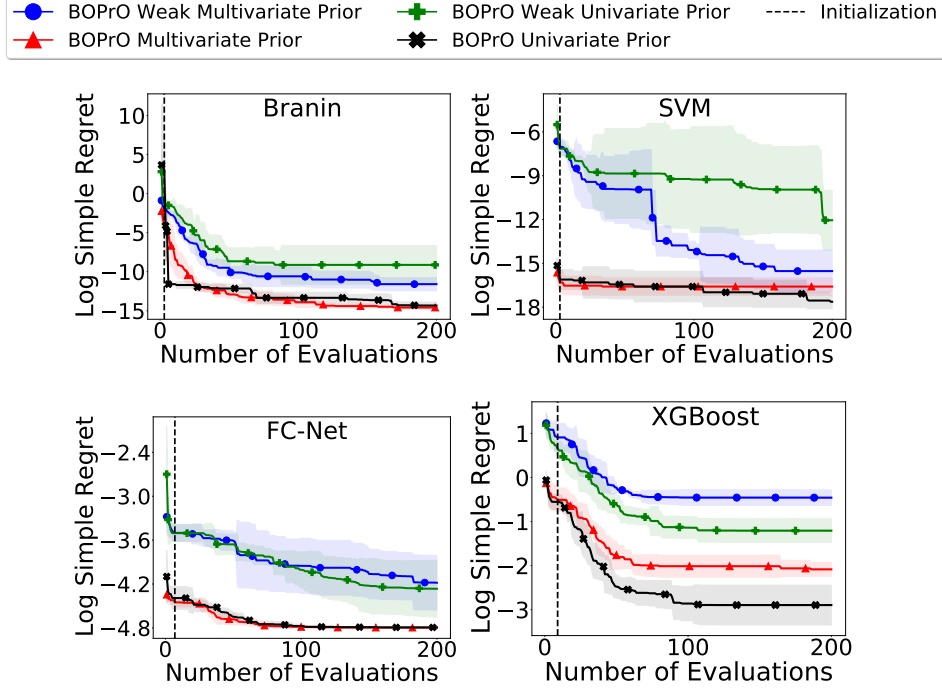 BOPrO Weak Multivariate Prior BOPrO Weak Univariate Prior Initialization
BOPrO Multivariate Prior BOPrO Univariate Prior
Branin
Log Simple Regret
10
5
0
−5
−10
−15
0 100 200
Number of Evaluations
SVM
Log Simple Regret
−6
−9
−12
−15
−18
0 100 200
Number of Evaluations
FC-Net
Log Simple Regret
−2.4
−3.0
−3.6
−4.2
−4.8
0 100 200
Number of Evaluations
XGBoost
Log Simple Regret
1
0
−1
−2
−3
0 100 200
Number of Evaluations